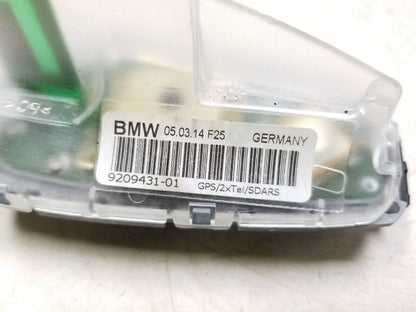 BMW 05.03.14 F25 GERMANY
9209431-01 GPS/2xTel/SDARS